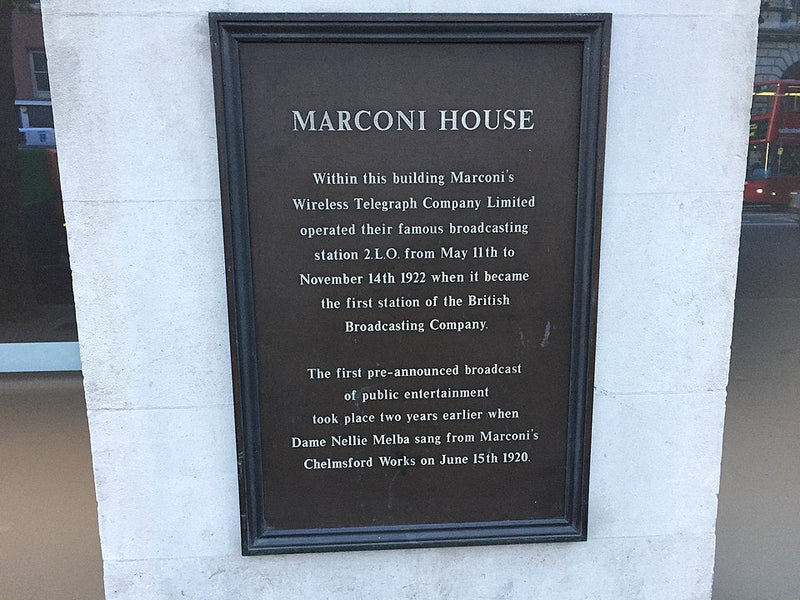 MARCONI HOUSE
Within this building Marconi's
Wireless Telegraph Company Limited
operated their famous broadcasting
station 2.L.O. from May 11th to
November 14th 1922 when it became
the first station of the British
Broadcasting Company.
The first pre-announced broadcast
of public entertainment
took place two years earlier when
Dame Nellie Melba sang from Marconi's
Chelmsford Works on June 15th 1920.